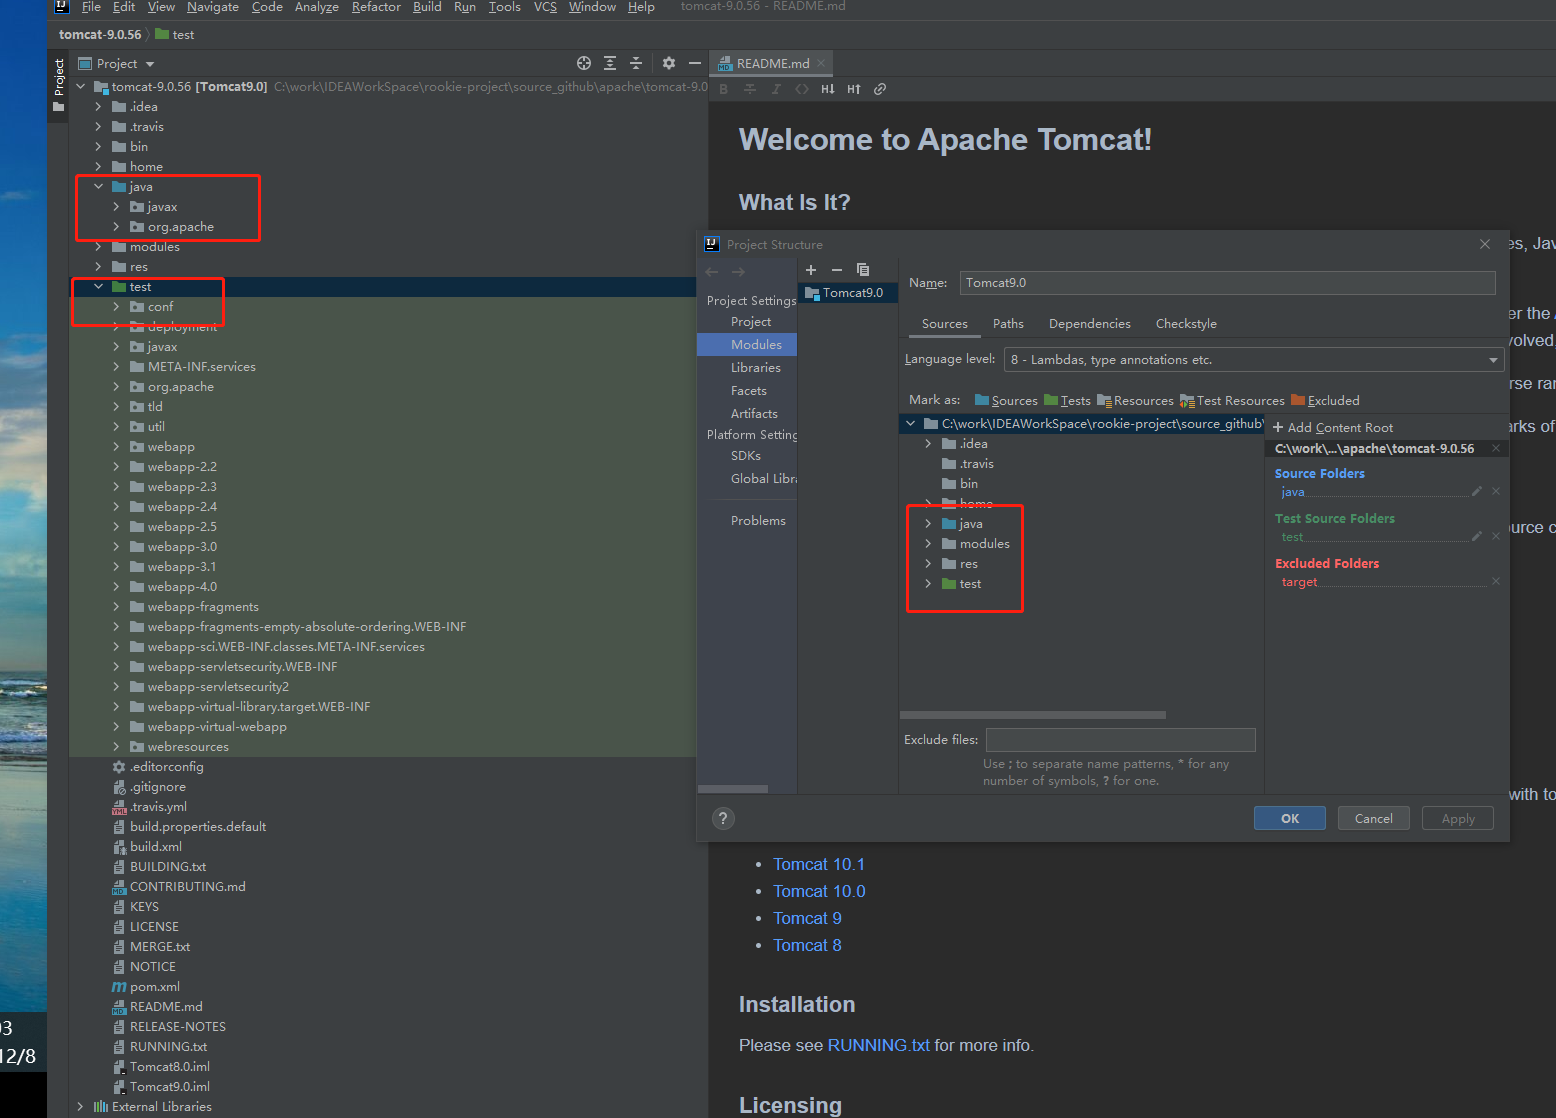 File Edit View Navigate Code Analyze Refactor Build Run Tools VCS Window Help tomcat-9.0.56 - README.md
tomcat-9.0.56 test
Project
Project
README.md
tomcat-9.0.56 [Tomcat9.0] C:\work\IDEAWorkSpace\rookie-project\source_github\apache\tomcat-9.0
.idea
.travis
bin
home
java
javax
org.apache
modules
res
test
conf
deployment
javax
META-INF.services
org.apache
tld
util
webapp
webapp-2.2
webapp-2.3
webapp-2.4
webapp-2.5
webapp-3.0
webapp-3.1
webapp-4.0
webapp-fragments
webapp-fragments-empty-absolute-ordering.WEB-INF
webapp-sci.WEB-INF.classes.META-INF.services
webapp-servletsecurity.WEB-INF
webapp-servletsecurity2
webapp-virtual-library.target.WEB-INF
webapp-virtual-webapp
webresources
.editorconfig
.gitignore
.travis.yml
build.properties.default
build.xml
BUILDING.txt
CONTRIBUTING.md
KEYS
LICENSE
MERGE.txt
NOTICE
pom.xml
README.md
RELEASE-NOTES
RUNNING.txt
Tomcat8.0.iml
Tomcat9.0.iml
External Libraries
03
12/8
B I <> H↓ H↑
Welcome to Apache Tomcat!
What Is It?
es, Jav
er the
volved,
rse ran
arks of
urce c
with to
Project Structure
Project Settings
Project
Modules
Libraries
Facets
Artifacts
Platform Setting
SDKs
Global Libra
Problems
Tomcat9.0
Name: Tomcat9.0
Sources Paths Dependencies Checkstyle
Language level: 8 - Lambdas, type annotations etc.
Mark as: Sources Tests Resources Test Resources Excluded
C:\work\IDEAWorkSpace\rookie-project\source_github\
.idea
.travis
bin
home
java
modules
res
test
+ Add Content Root
C:\work\...\apache\tomcat-9.0.56
Source Folders
java
Test Source Folders
test
Excluded Folders
target
Exclude files:
Use ; to separate name patterns, * for any
number of symbols, ? for one.
? OK Cancel Apply
• Tomcat 10.1
• Tomcat 10.0
• Tomcat 9
• Tomcat 8
Installation
Please see RUNNING.txt for more info.
Licensing